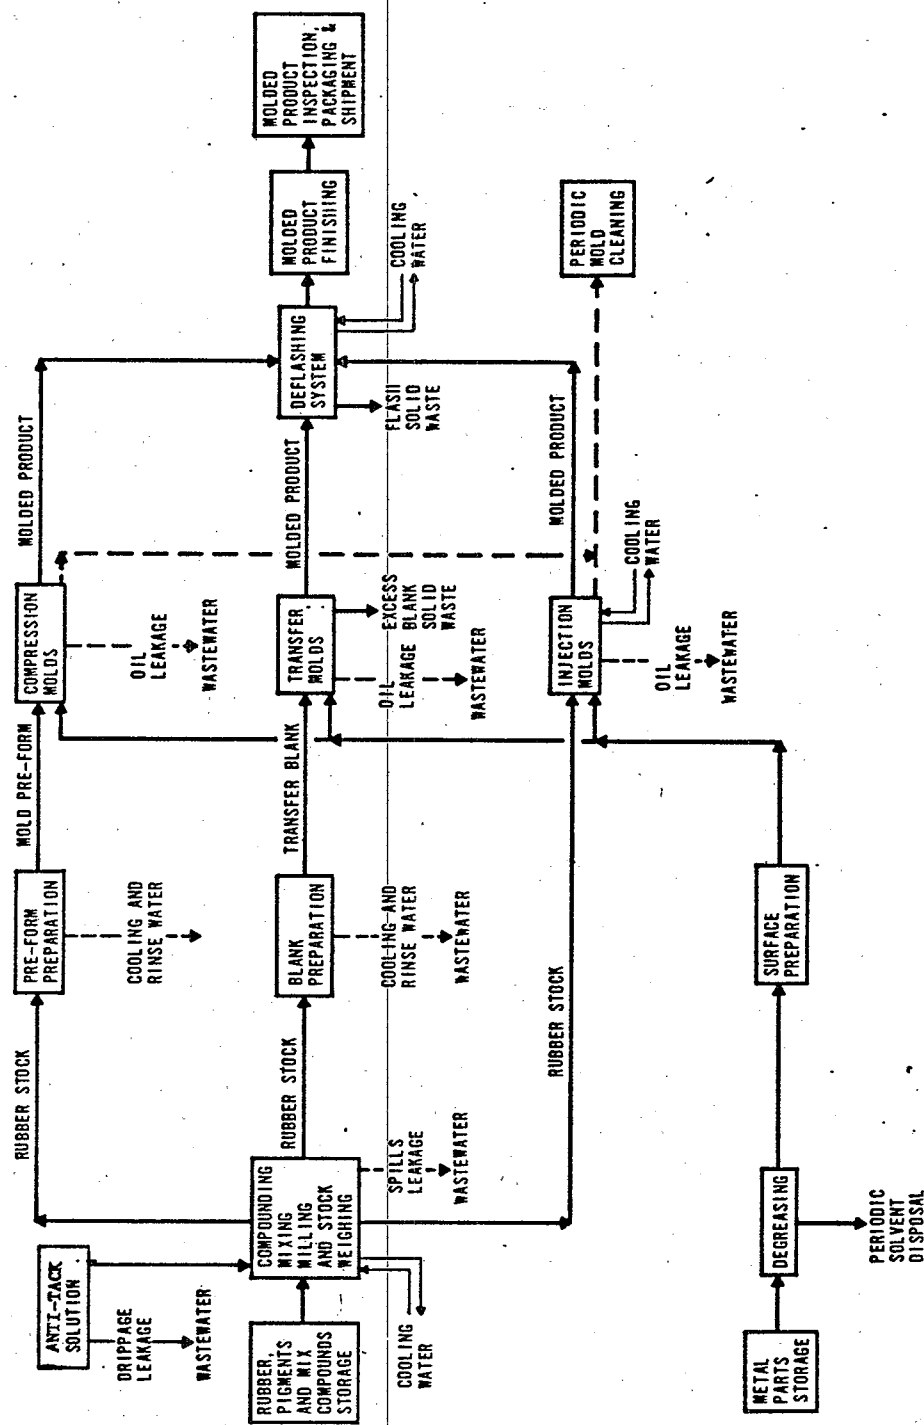 ANTI-TACK
SOLUTION
DRIPPAGE
LEAKAGE
WASTEWATER
RUBBER,
PIGMENTS
AND MIX
COMPOUNDS
STORAGE
COOLING
WATER
COMPOUNDING
MIXING
MILLING
AND STOCK
WEIGHING
SPILLS
LEAKAGE
WASTEWATER
RUBBER STOCK
RUBBER STOCK
RUBBER STOCK
PRE-FORM
PREPARATION
COOLING AND
RINSE WATER
BLANK
PREPARATION
COOLING AND
RINSE WATER
WASTEWATER
MOLD PRE-FORM
TRANSFER BLANK
COMPRESSION
MOLDS
OIL
LEAKAGE
WASTEWATER
TRANSFER
MOLDS
OIL
LEAKAGE
WASTEWATER
EXCESS
BLANK
SOLID
WASTE
INJECTION
MOLDS
OIL
LEAKAGE
WASTEWATER
COOLING
WATER
MOLDED PRODUCT
MOLDED PRODUCT
MOLDED PRODUCT
DEFLASHING
SYSTEM
FLASH
SOLID
WASTE
COOLING
WATER
MOLDED
PRODUCT
FINISHING
MOLDED
PRODUCT
INSPECTION,
PACKAGING &
SHIPMENT
PERIODIC
MOLD
CLEANING
METAL
PARTS
STORAGE
DEGREASING
PERIODIC
SOLVENT
DISPOSAL
SURFACE
PREPARATION